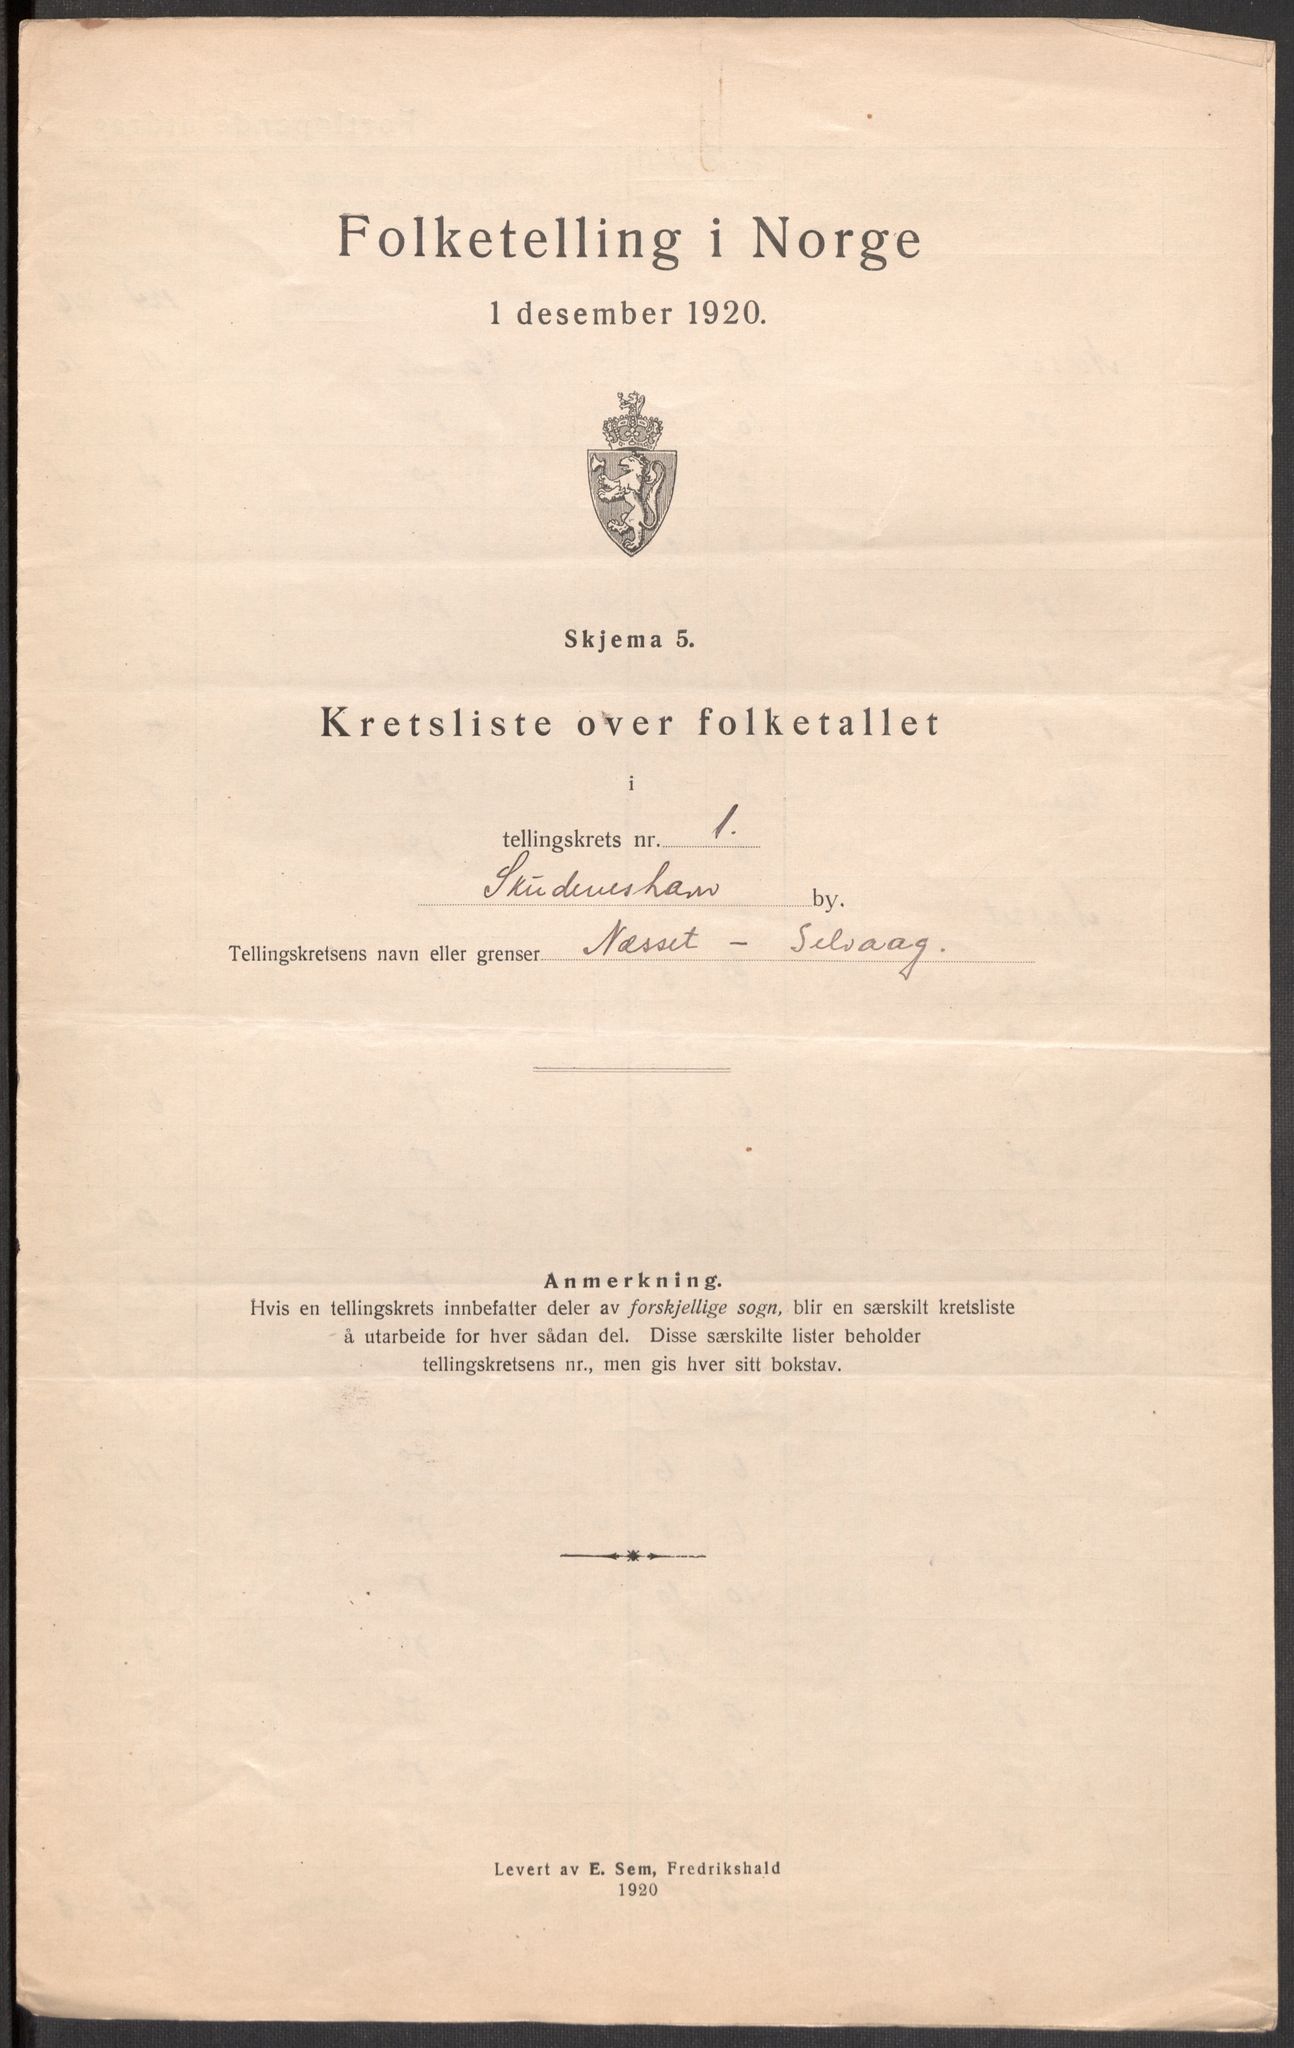 Folketelling i Norge
1 desember 1920.
Skjema 5.
Kretsliste over folketallet
i
tellingskrets nr. 1.
Skudeneshavn by.
Tellingskretsens navn eller grenser Næsset – Selvaag.
Anmerkning.
Hvis en tellingskrets innbefatter deler av forskjellige sogn, blir en særskilt kretsliste
å utarbeide for hver sådan del. Disse særskilte lister beholder
tellingskretsens nr., men gis hver sitt bokstav.
Levert av E. Sem, Fredrikshald
1920